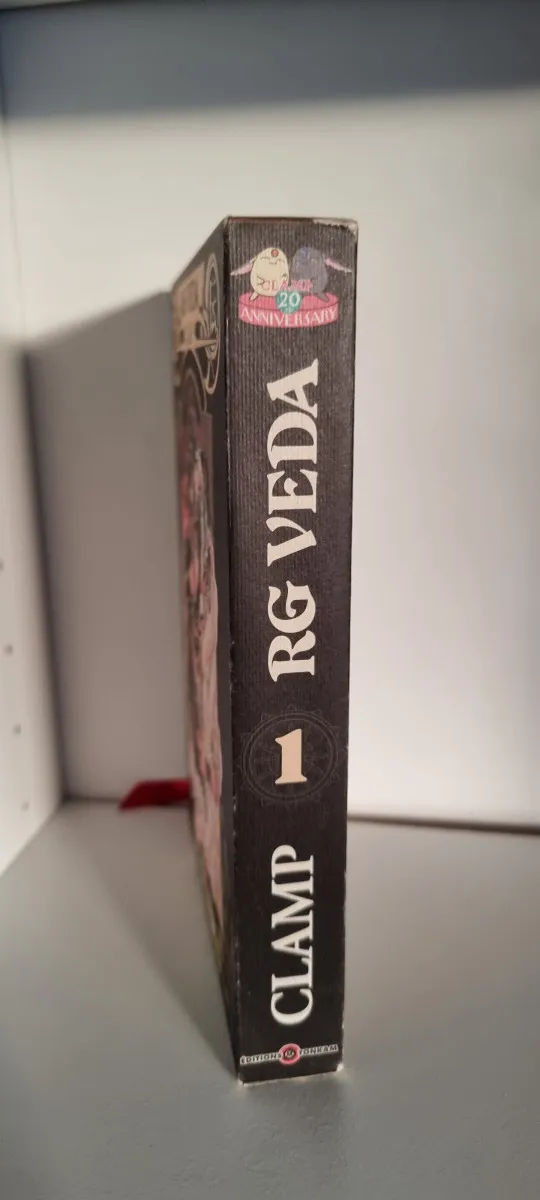 CLAMP
20
ANNIVERSARY
RG VEDA
1
CLAMP
EDITIONS TONKAM